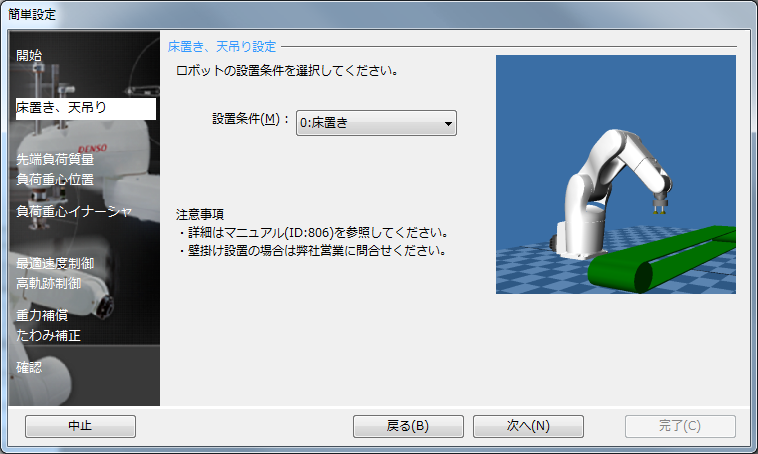 簡単設定
開始
床置き、天吊り
DENSO
先端負荷質量
負荷重心位置
負荷重心イナーシャ
最適速度制御
高軌跡制御
重力補償
たわみ補正
確認
床置き、天吊り設定
ロボットの設置条件を選択してください。
設置条件(M)： 0:床置き
注意事項
・詳細はマニュアル(ID:806)を参照してください。
・壁掛け設置の場合は弊社営業に問合せください。
中止 戻る(B) 次へ(N) 完了(C)